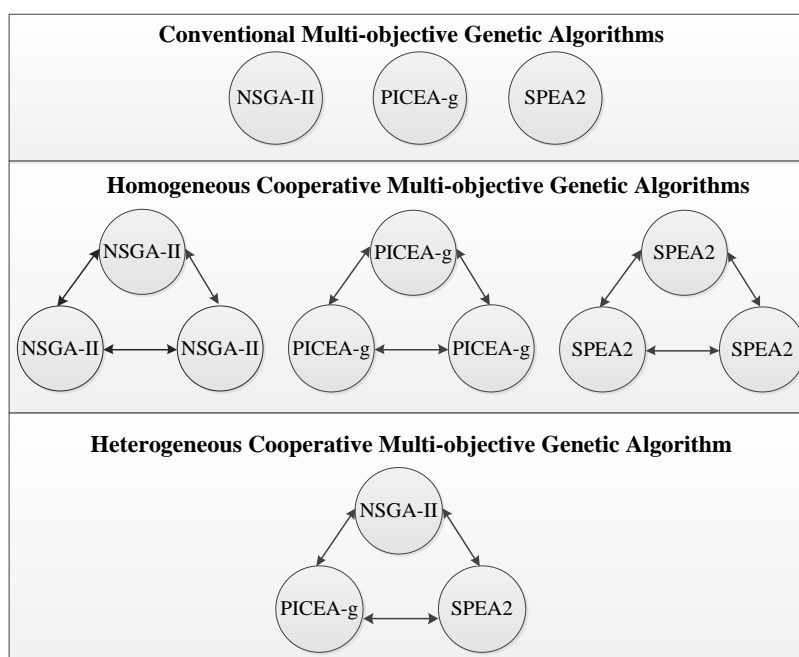 Conventional Multi-objective Genetic Algorithms
NSGA-II PICEA-g SPEA2
Homogeneous Cooperative Multi-objective Genetic Algorithms
NSGA-II PICEA-g SPEA2
NSGA-II NSGA-II PICEA-g PICEA-g SPEA2 SPEA2
Heterogeneous Cooperative Multi-objective Genetic Algorithm
NSGA-II
PICEA-g SPEA2